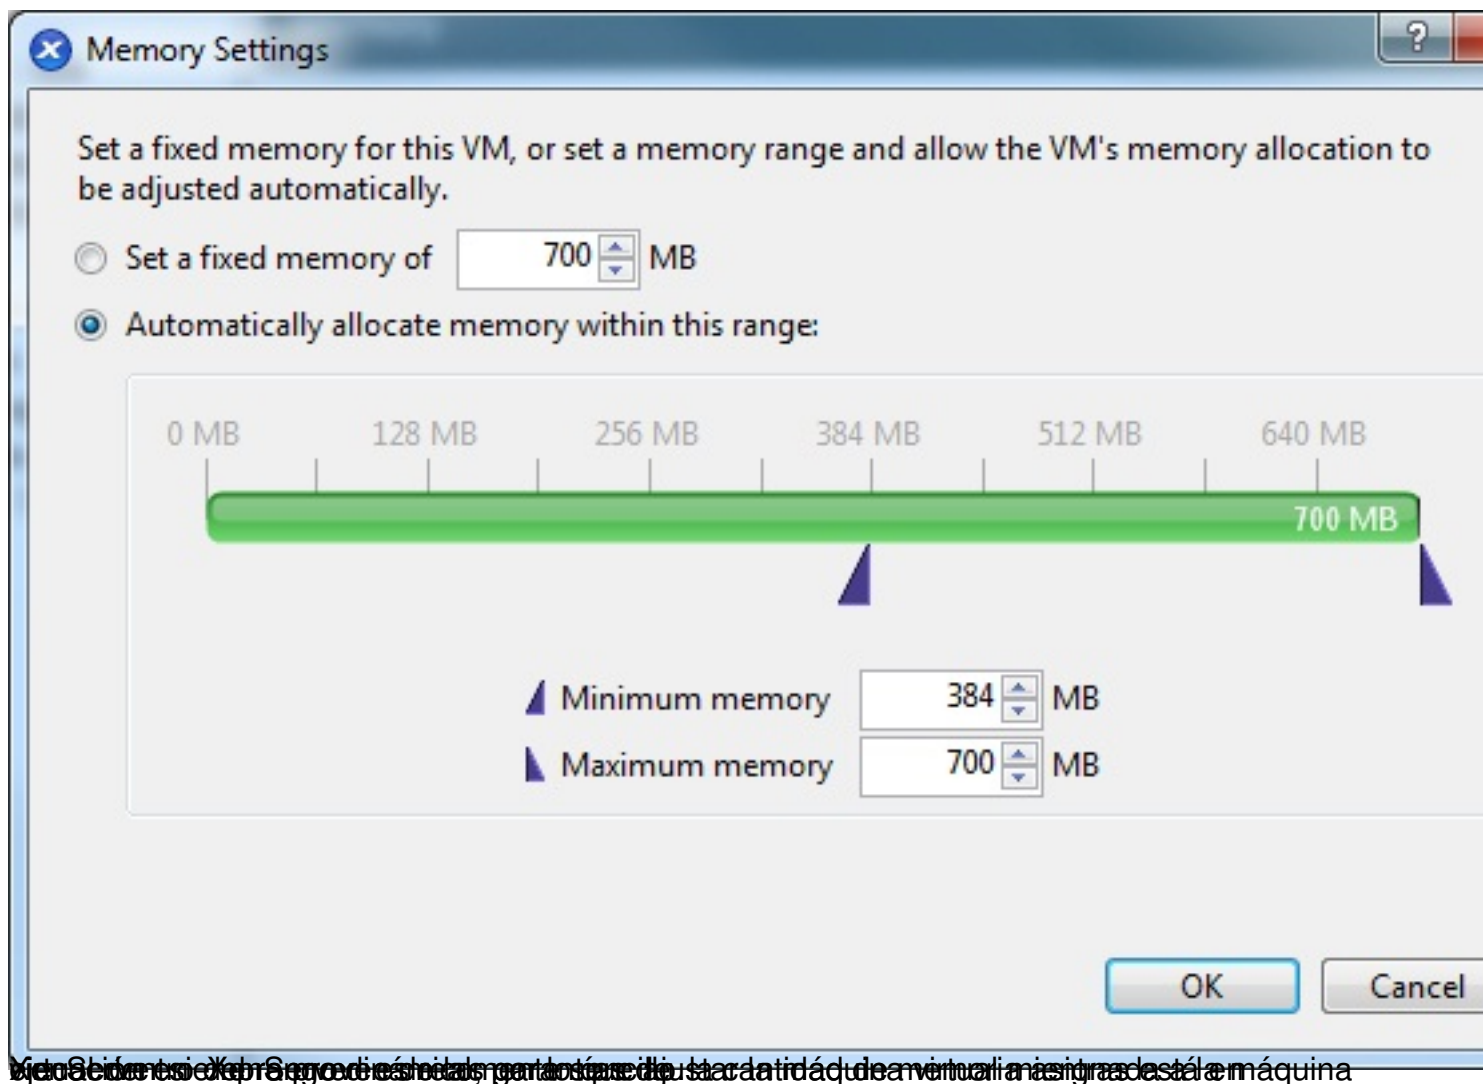 Memory Settings
?
Set a fixed memory for this VM, or set a memory range and allow the VM's memory allocation to
be adjusted automatically.
Set a fixed memory of 700 MB
Automatically allocate memory within this range:
0 MB 128 MB 256 MB 384 MB 512 MB 640 MB
700 MB
Minimum memory 384 MB
Maximum memory 700 MB
OK Cancel
máquina